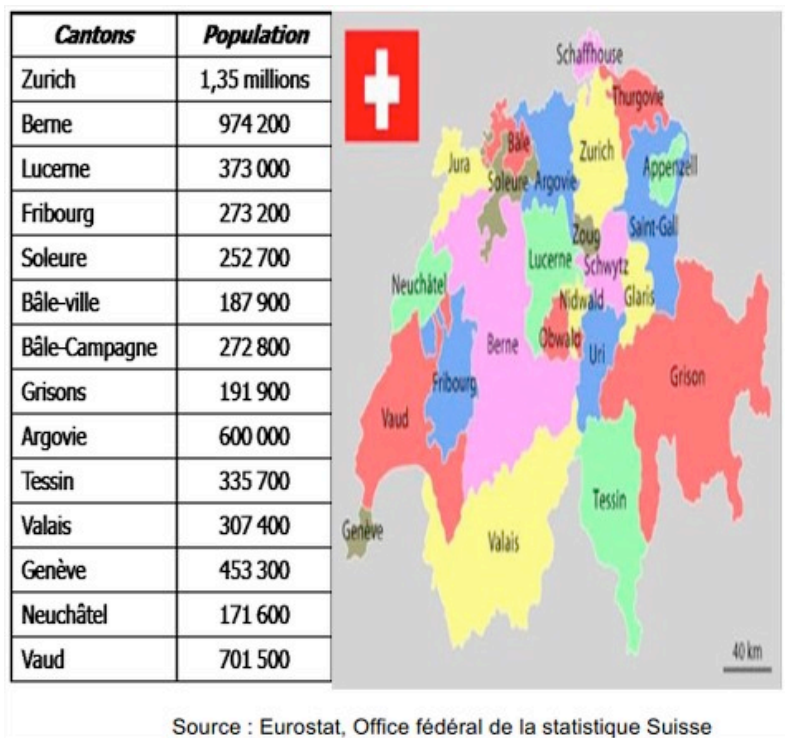 Cantons Population
Zurich 1,35 millions
Berne 974 200
Lucerne 373 000
Fribourg 273 200
Soleure 252 700
Bâle-ville 187 900
Bâle-Campagne 272 800
Grisons 191 900
Argovie 600 000
Tessin 335 700
Valais 307 400
Genève 453 300
Neuchâtel 171 600
Vaud 701 500
Schaffhouse
Thurgovie
Bâle
Zurich
Jura
Appenzell
Soleure
Argovie
Saint-Gall
Zoug
Lucerne
Schwytz
Neuchâtel
Nidwald
Glaris
Obwald
Berne
Uri
Grison
Fribourg
Vaud
Tessin
Genève
Valais
40 km
Source : Eurostat, Office fédéral de la statistique Suisse